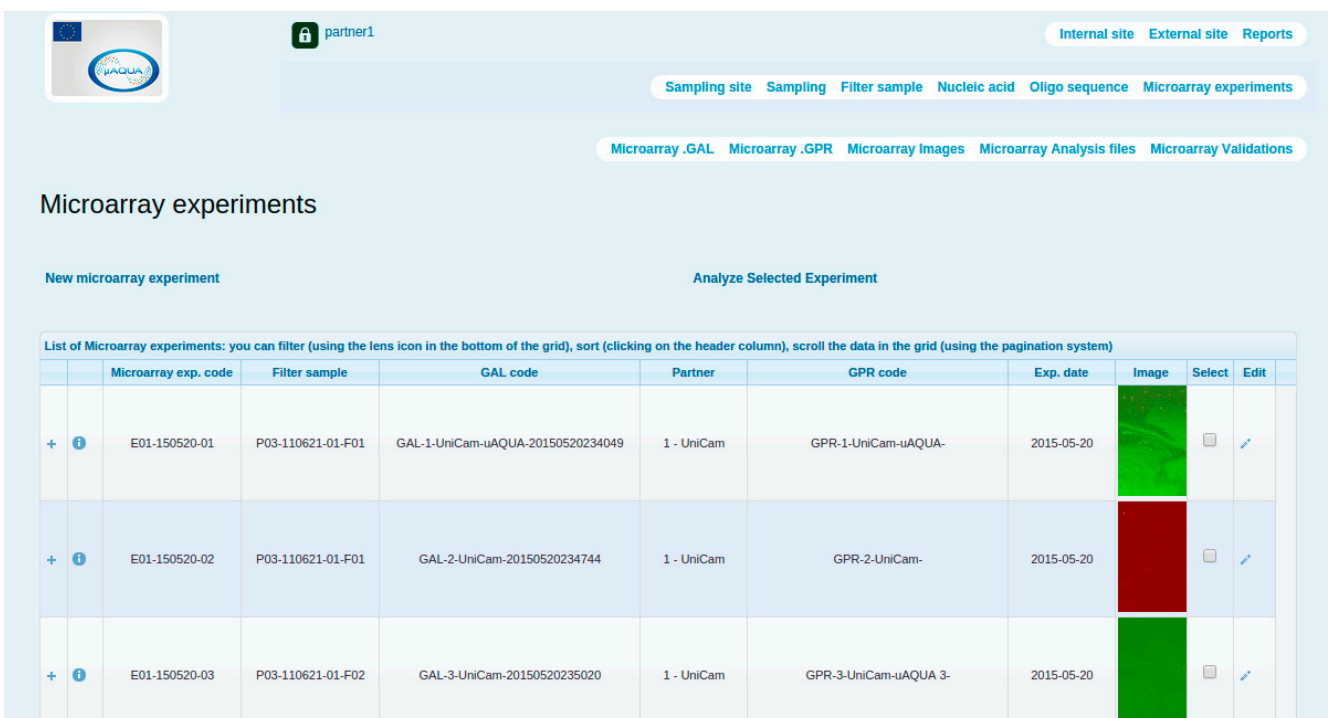 µAQUA
partner1
Internal site External site Reports
Sampling site Sampling Filter sample Nucleic acid Oligo sequence Microarray experiments
Microarray .GAL Microarray .GPR Microarray Images Microarray Analysis files Microarray Validations
Microarray experiments
New microarray experiment Analyze Selected Experiment
List of Microarray experiments: you can filter (using the lens icon in the bottom of the grid), sort (clicking on the header column), scroll the data in the grid (using the pagination system)
Microarray exp. code Filter sample GAL code Partner GPR code Exp. date Image Select Edit
E01-150520-01 P03-110621-01-F01 GAL-1-UniCam-uAQUA-20150520234049 1 - UniCam GPR-1-UniCam-uAQUA- 2015-05-20
E01-150520-02 P03-110621-01-F01 GAL-2-UniCam-20150520234744 1 - UniCam GPR-2-UniCam- 2015-05-20
E01-150520-03 P03-110621-01-F02 GAL-3-UniCam-20150520235020 1 - UniCam GPR-3-UniCam-uAQUA 3- 2015-05-20